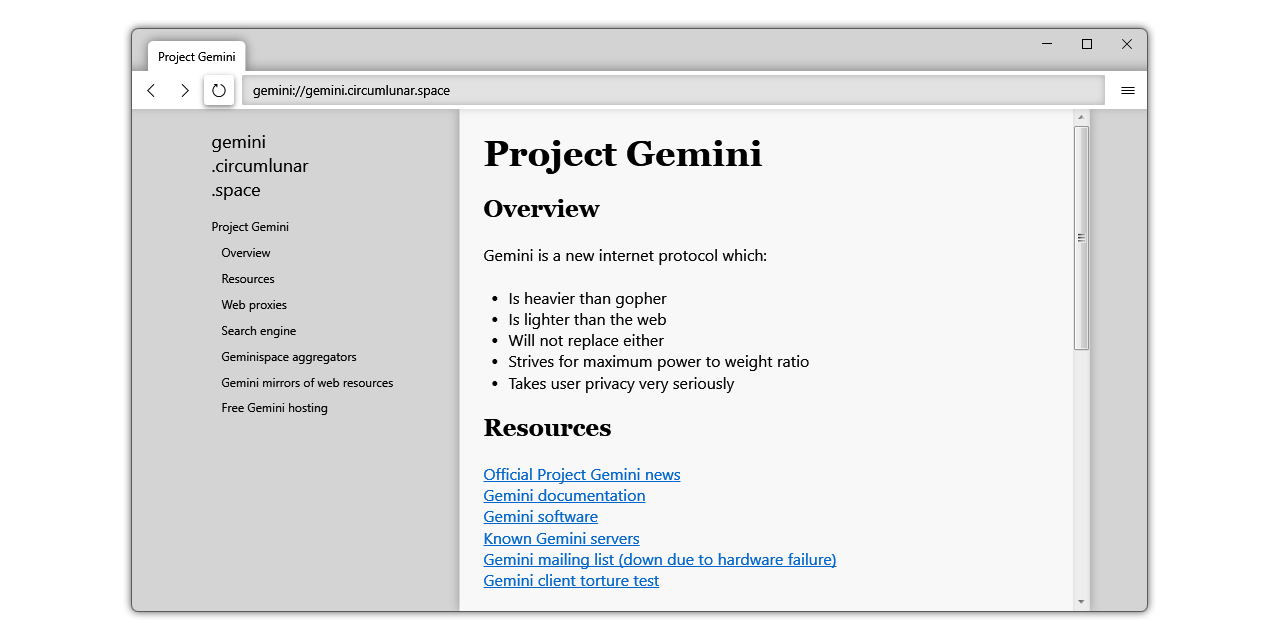 Project Gemini
gemini://gemini.circumlunar.space
gemini
.circumlunar
.space
Project Gemini
Overview
Resources
Web proxies
Search engine
Geminispace aggregators
Gemini mirrors of web resources
Free Gemini hosting
Project Gemini
Overview
Gemini is a new internet protocol which:
• Is heavier than gopher
• Is lighter than the web
• Will not replace either
• Strives for maximum power to weight ratio
• Takes user privacy very seriously
Resources
Official Project Gemini news
Gemini documentation
Gemini software
Known Gemini servers
Gemini mailing list (down due to hardware failure)
Gemini client torture test